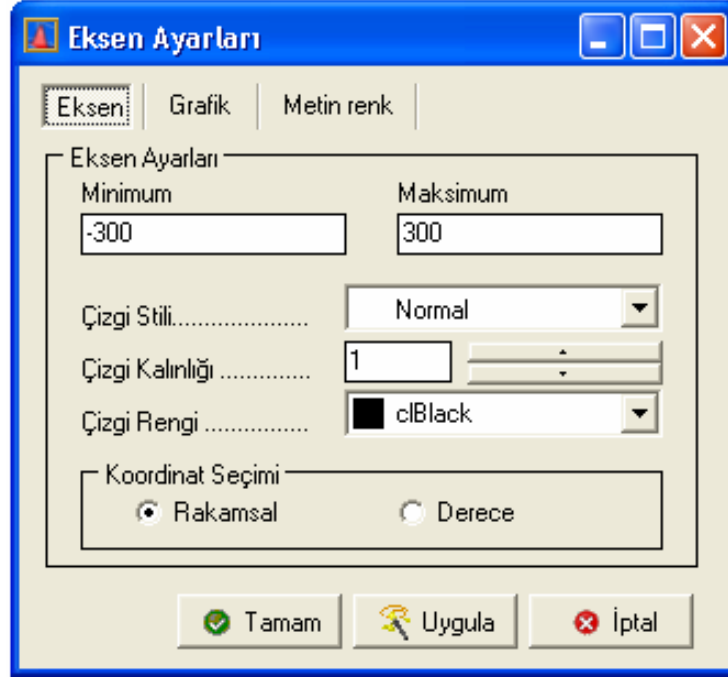 Eksen Ayarları
Eksen Grafik Metin renk
Eksen Ayarları
Minimum Maksimum
-300 300
Çizgi Stili..................... Normal
Çizgi Kalınlığı .............. 1
Çizgi Rengi ................ clBlack
Koordinat Seçimi
Rakamsal Derece
Tamam Uygula İptal